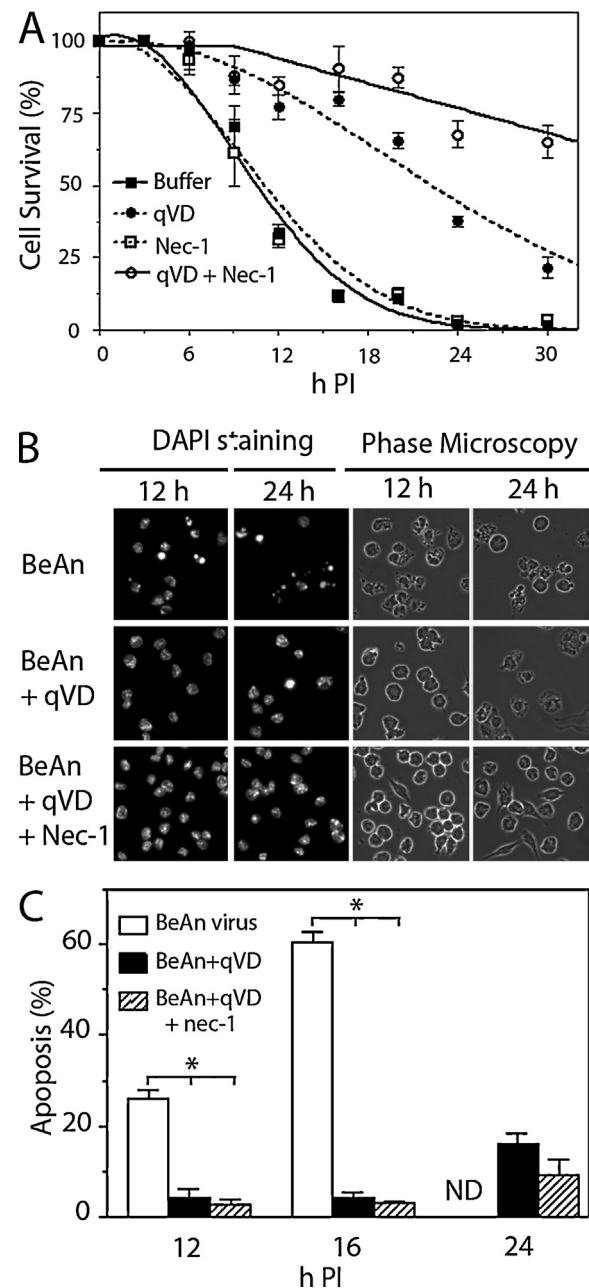 A
Cell Survival (%)
100
75
50
25
0
Buffer
qVD
Nec-1
qVD + Nec-1
0 6 12 18 24 30
h PI
B
DAPI staining Phase Microscopy
12 h 24 h 12 h 24 h
BeAn
BeAn
+ qVD
BeAn
+ qVD
+ Nec-1
C
Apoposis (%)
60
40
20
0
BeAn virus
BeAn+qVD
BeAn+qVD
+ nec-1
*
*
ND
12 16 24
h PI